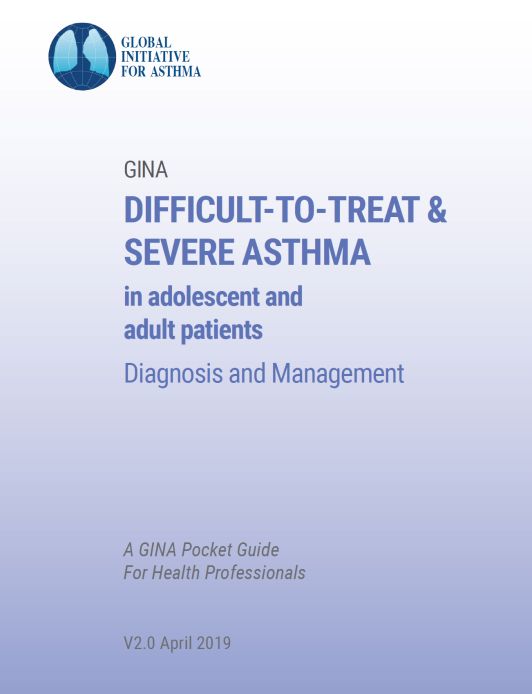 GLOBAL
INITIATIVE
FOR ASTHMA
GINA
DIFFICULT-TO-TREAT &
SEVERE ASTHMA
in adolescent and
adult patients
Diagnosis and Management
A GINA Pocket Guide
For Health Professionals
V2.0 April 2019